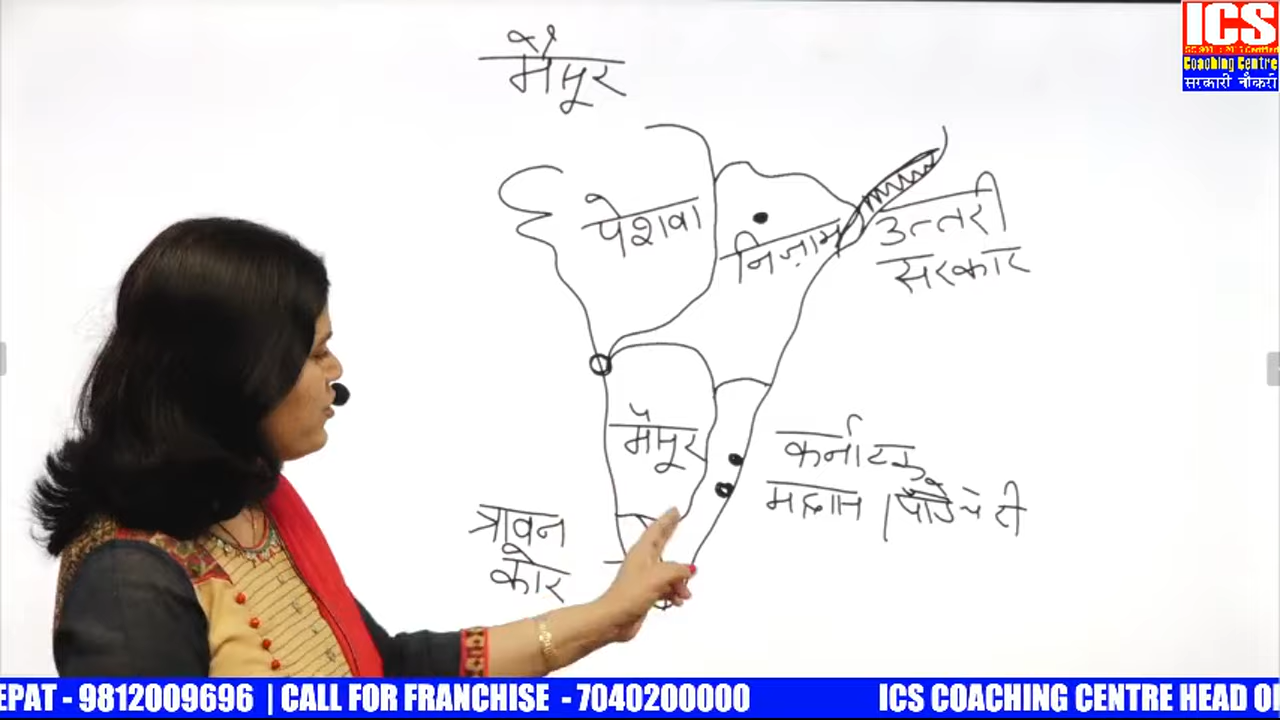 मैसूर
ICS
Coaching Centre
सरकारी नौकरी
पेशवा
निज़ाम
उत्तरी
सरकार
मैसूर
कर्नाटक
मद्रास / पांडिचेरी
त्रावन
कोर
EPAT - 9812009696 | CALL FOR FRANCHISE - 7040200000 ICS COACHING CENTRE HEAD O